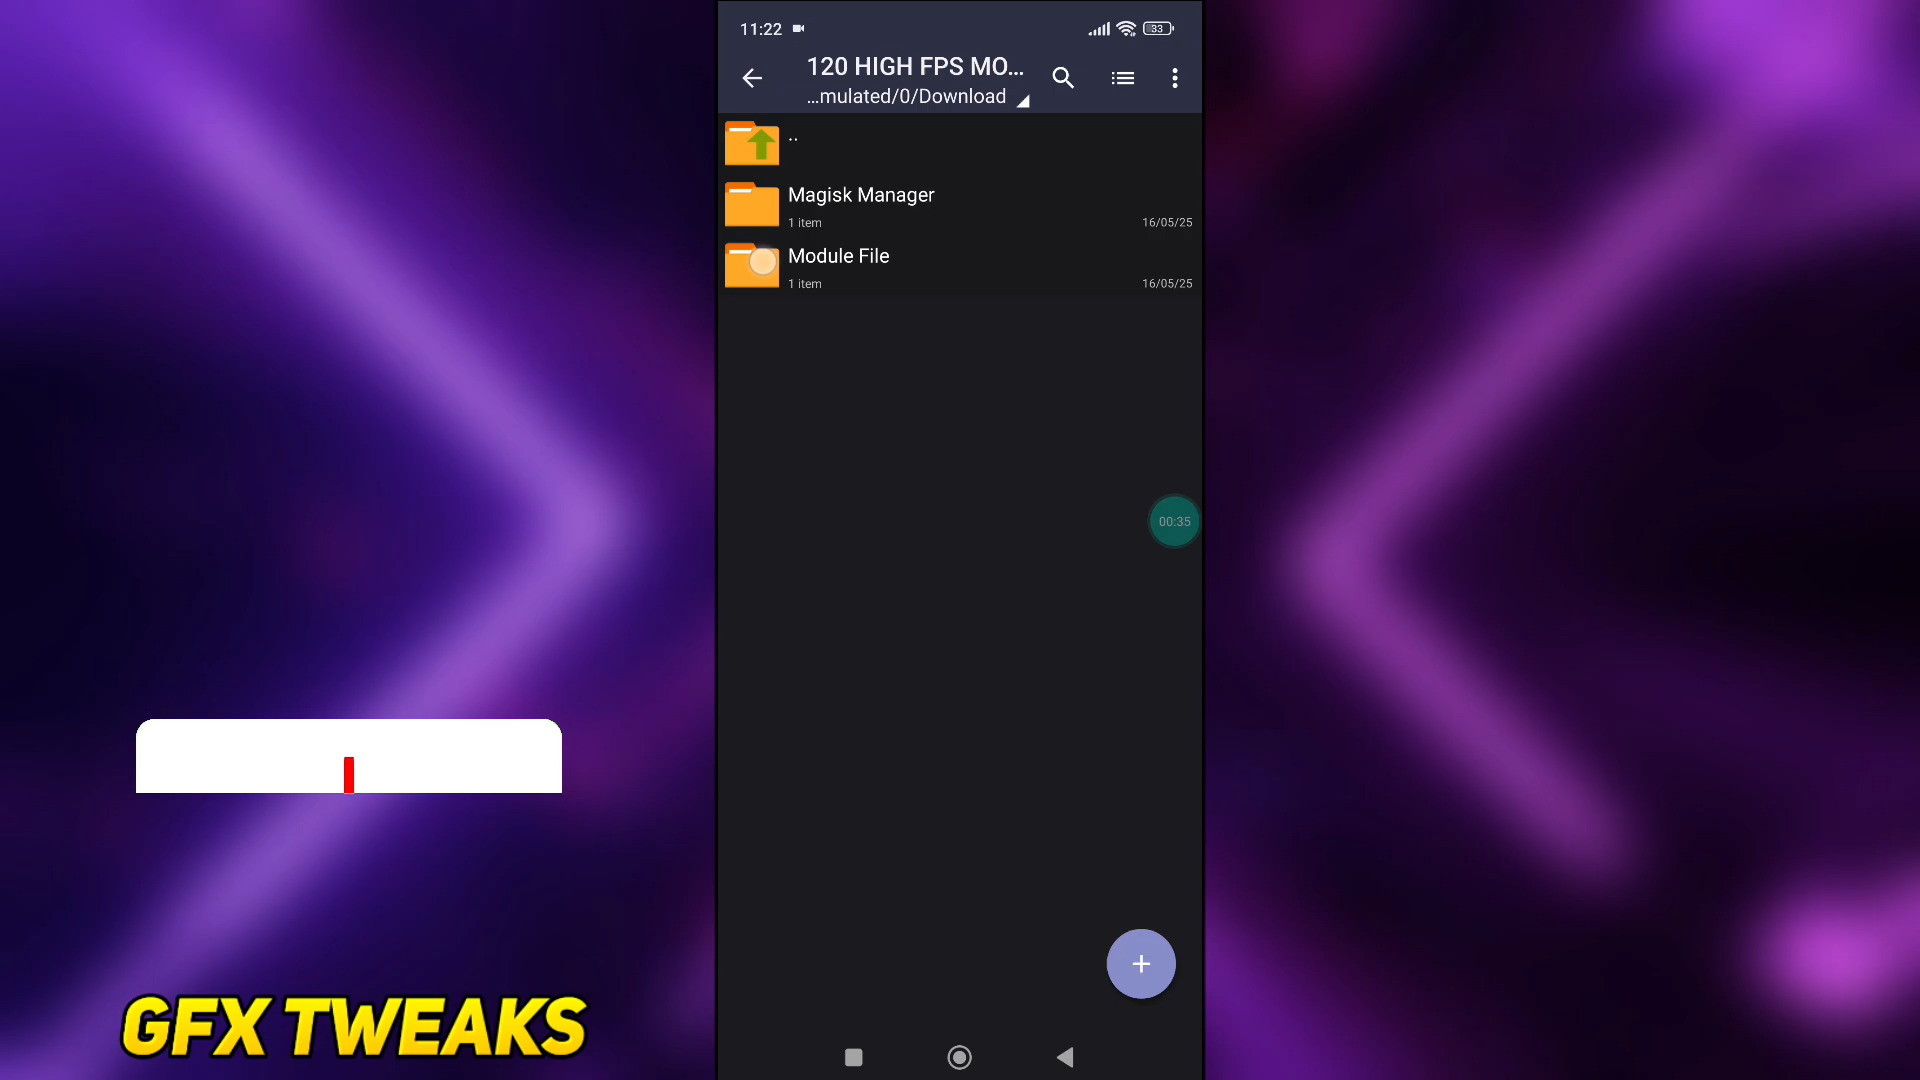 11:22
33
120 HIGH FPS MO...
...mulated/0/Download
..
Magisk Manager
1 item
16/05/25
Module File
1 item
16/05/25
00:35
GFX TWEAKS